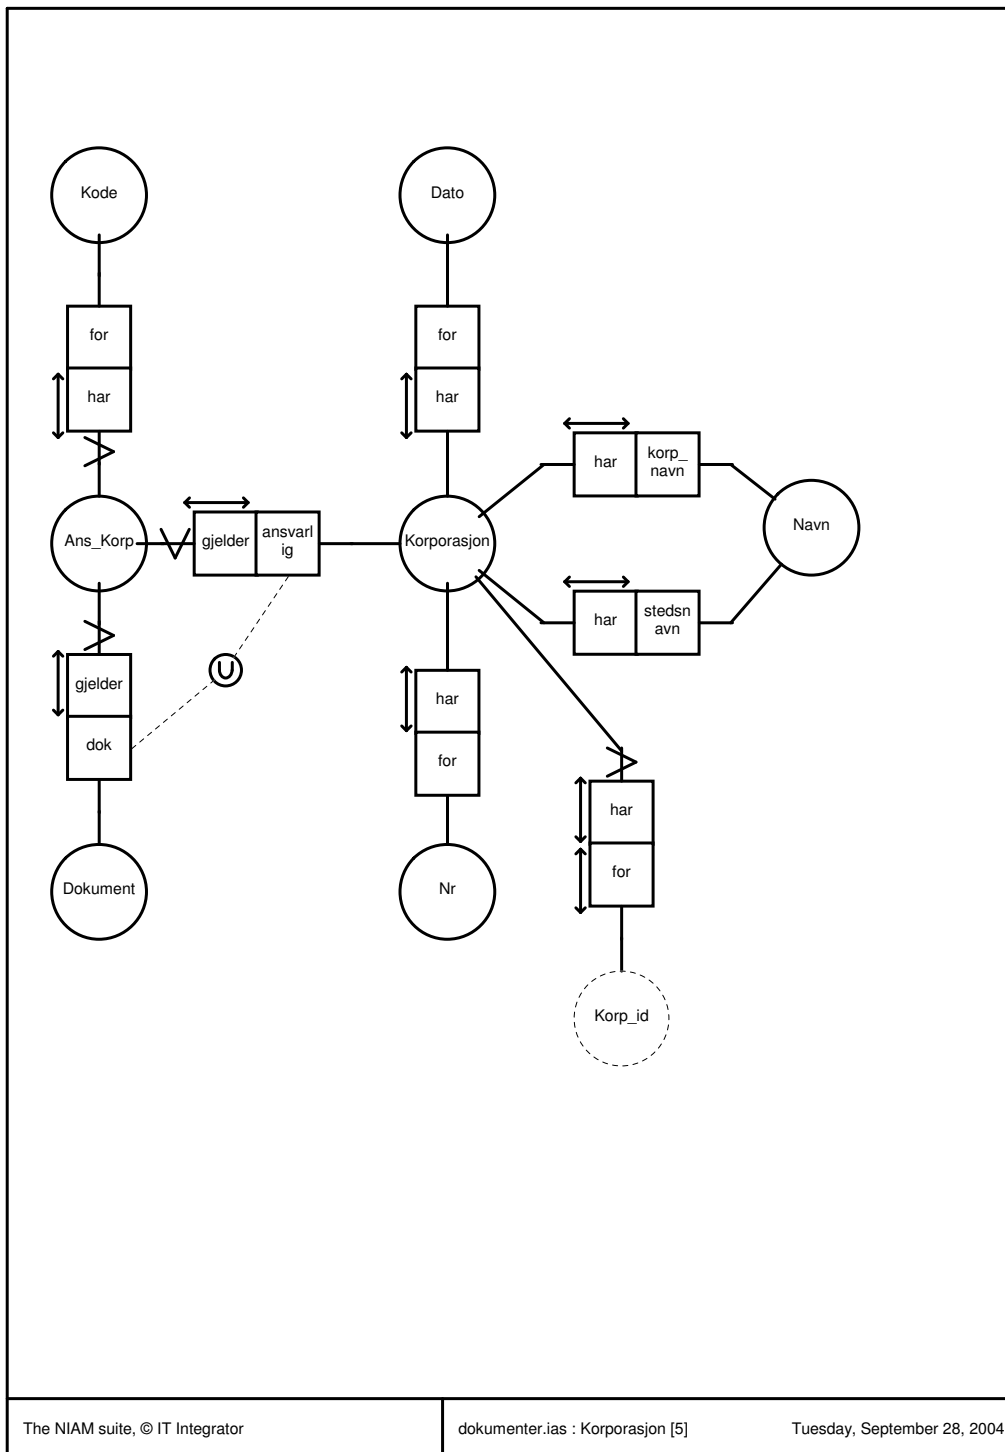 Kode
Dato
for
for
har
har
har
korp_
navn
Navn
Ans_Korp
gjelder
ansvarl
ig
Korporasjon
har
stedsn
avn
U
gjelder
har
dok
for
har
Dokument
Nr
for
Korp_id
The NIAM suite, © IT Integrator
dokumenter.ias : Korporasjon [5]
Tuesday, September 28, 2004